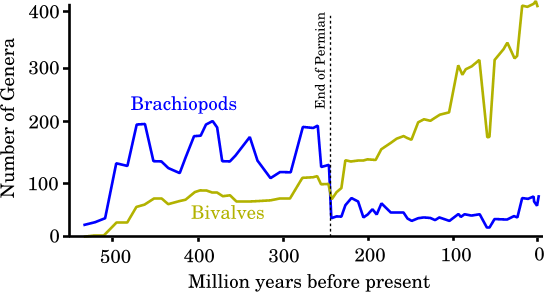 Number of Genera
400
300
200
100
0
Brachiopods
Bivalves
End of Permian
500
400
300
200
100
0
Million years before present